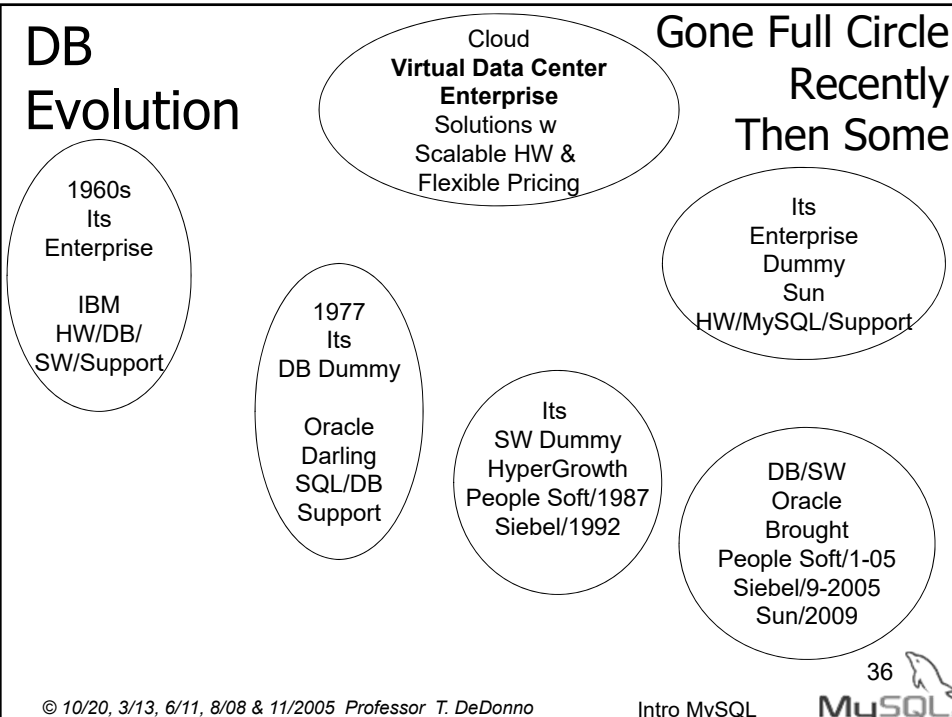 DB
Evolution
Cloud
Virtual Data Center
Enterprise
Solutions w
Scalable HW &
Flexible Pricing
Gone Full Circle
Recently
Then Some
1960s
Its
Enterprise
IBM
HW/DB/
SW/Support
1977
Its
DB Dummy
Oracle
Darling
SQL/DB
Support
Its
SW Dummy
HyperGrowth
People Soft/1987
Siebel/1992
Its
Enterprise
Dummy
Sun
HW/MySQL/Support
DB/SW
Oracle
Brought
People Soft/1-05
Siebel/9-2005
Sun/2009
36
© 10/20, 3/13, 6/11, 8/08 & 11/2005 Professor T. DeDonno
Intro MySQL
MySQL